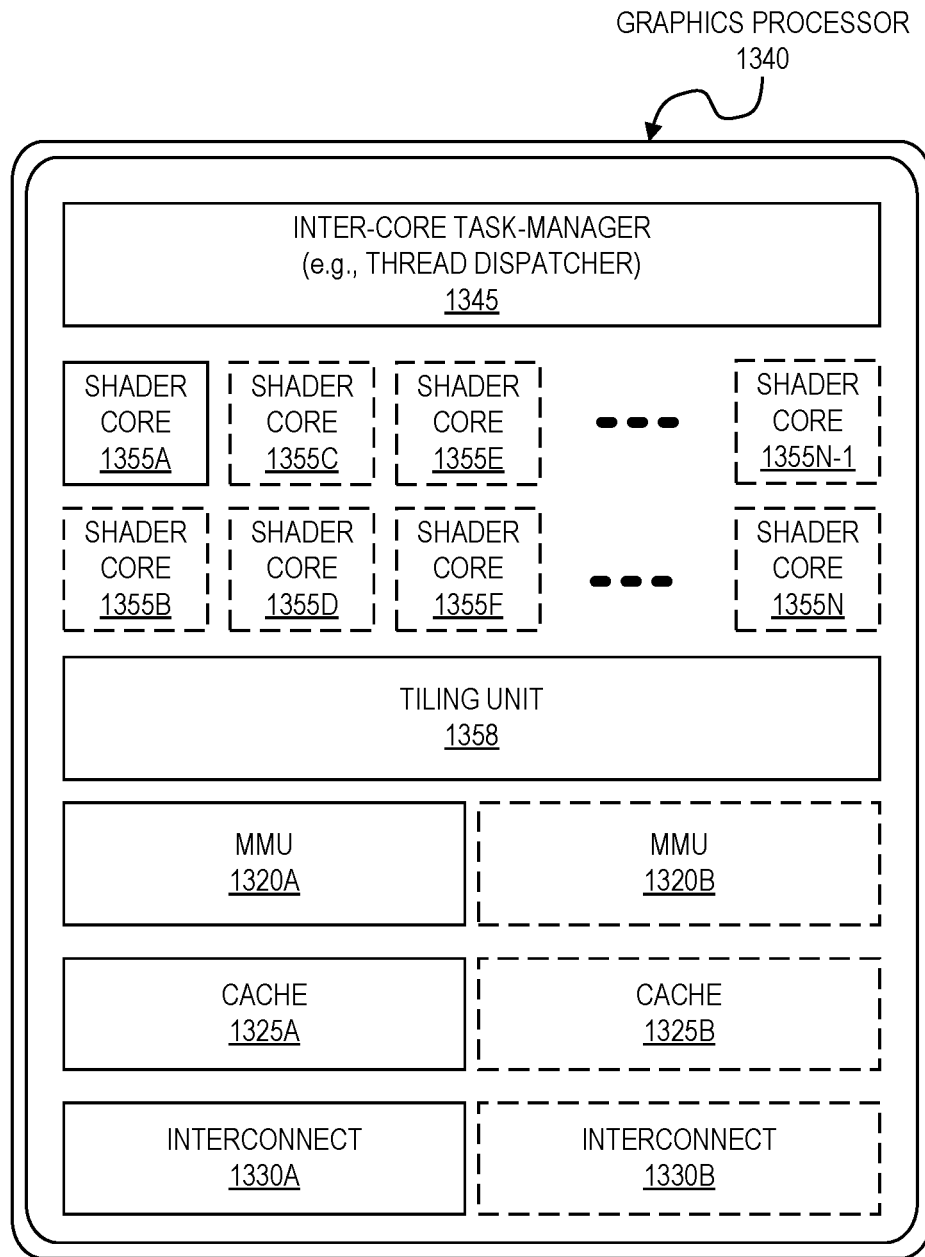 GRAPHICS PROCESSOR
1340
INTER-CORE TASK-MANAGER
(e.g., THREAD DISPATCHER)
1345
SHADER
CORE
1355A
SHADER
CORE
1355C
SHADER
CORE
1355E
SHADER
CORE
1355N-1
SHADER
CORE
1355B
SHADER
CORE
1355D
SHADER
CORE
1355F
SHADER
CORE
1355N
TILING UNIT
1358
MMU
1320A
MMU
1320B
CACHE
1325A
CACHE
1325B
INTERCONNECT
1330A
INTERCONNECT
1330B